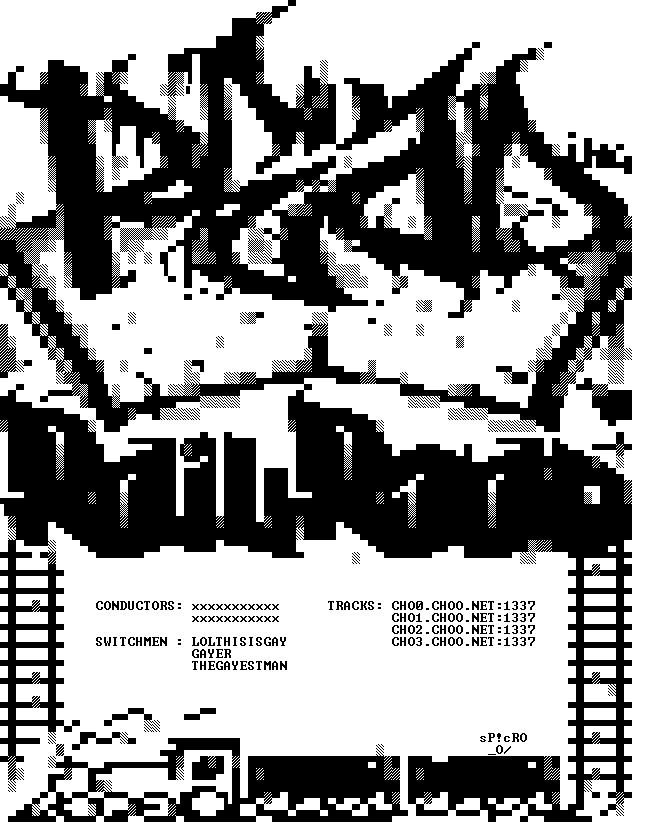 RailRoad
CONDUCTORS: xxxxxxxxxxx TRACKS: CHO0.CHOO.NET:1337
xxxxxxxxxxx CHO1.CHOO.NET:1337
CHO2.CHOO.NET:1337
SWITCHMEN : LOLTHISISGAY CHO3.CHOO.NET:1337
GAYER
THEGAYESTMAN
sP!cRO
_O/